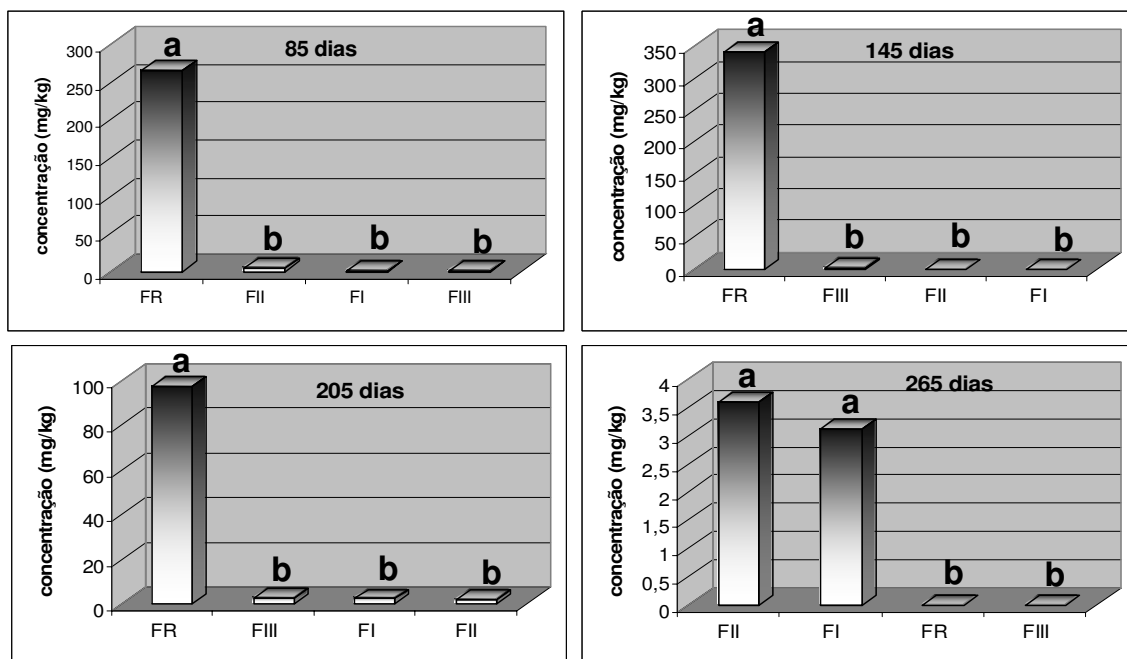 85 dias
concentração (mg/kg)
300
250
200
150
100
50
0
a
b
b
b
FR
FII
FI
FIII
145 dias
concentração (mg/kg)
350
300
250
200
150
100
50
0
a
b
b
b
FR
FIII
FII
FI
205 dias
concentração (mg/kg)
100
80
60
40
20
0
a
b
b
b
FR
FIII
FI
FII
265 dias
concentração (mg/kg)
4
3,5
3
2,5
2
1,5
1
0,5
0
a
a
b
b
FII
FI
FR
FIII